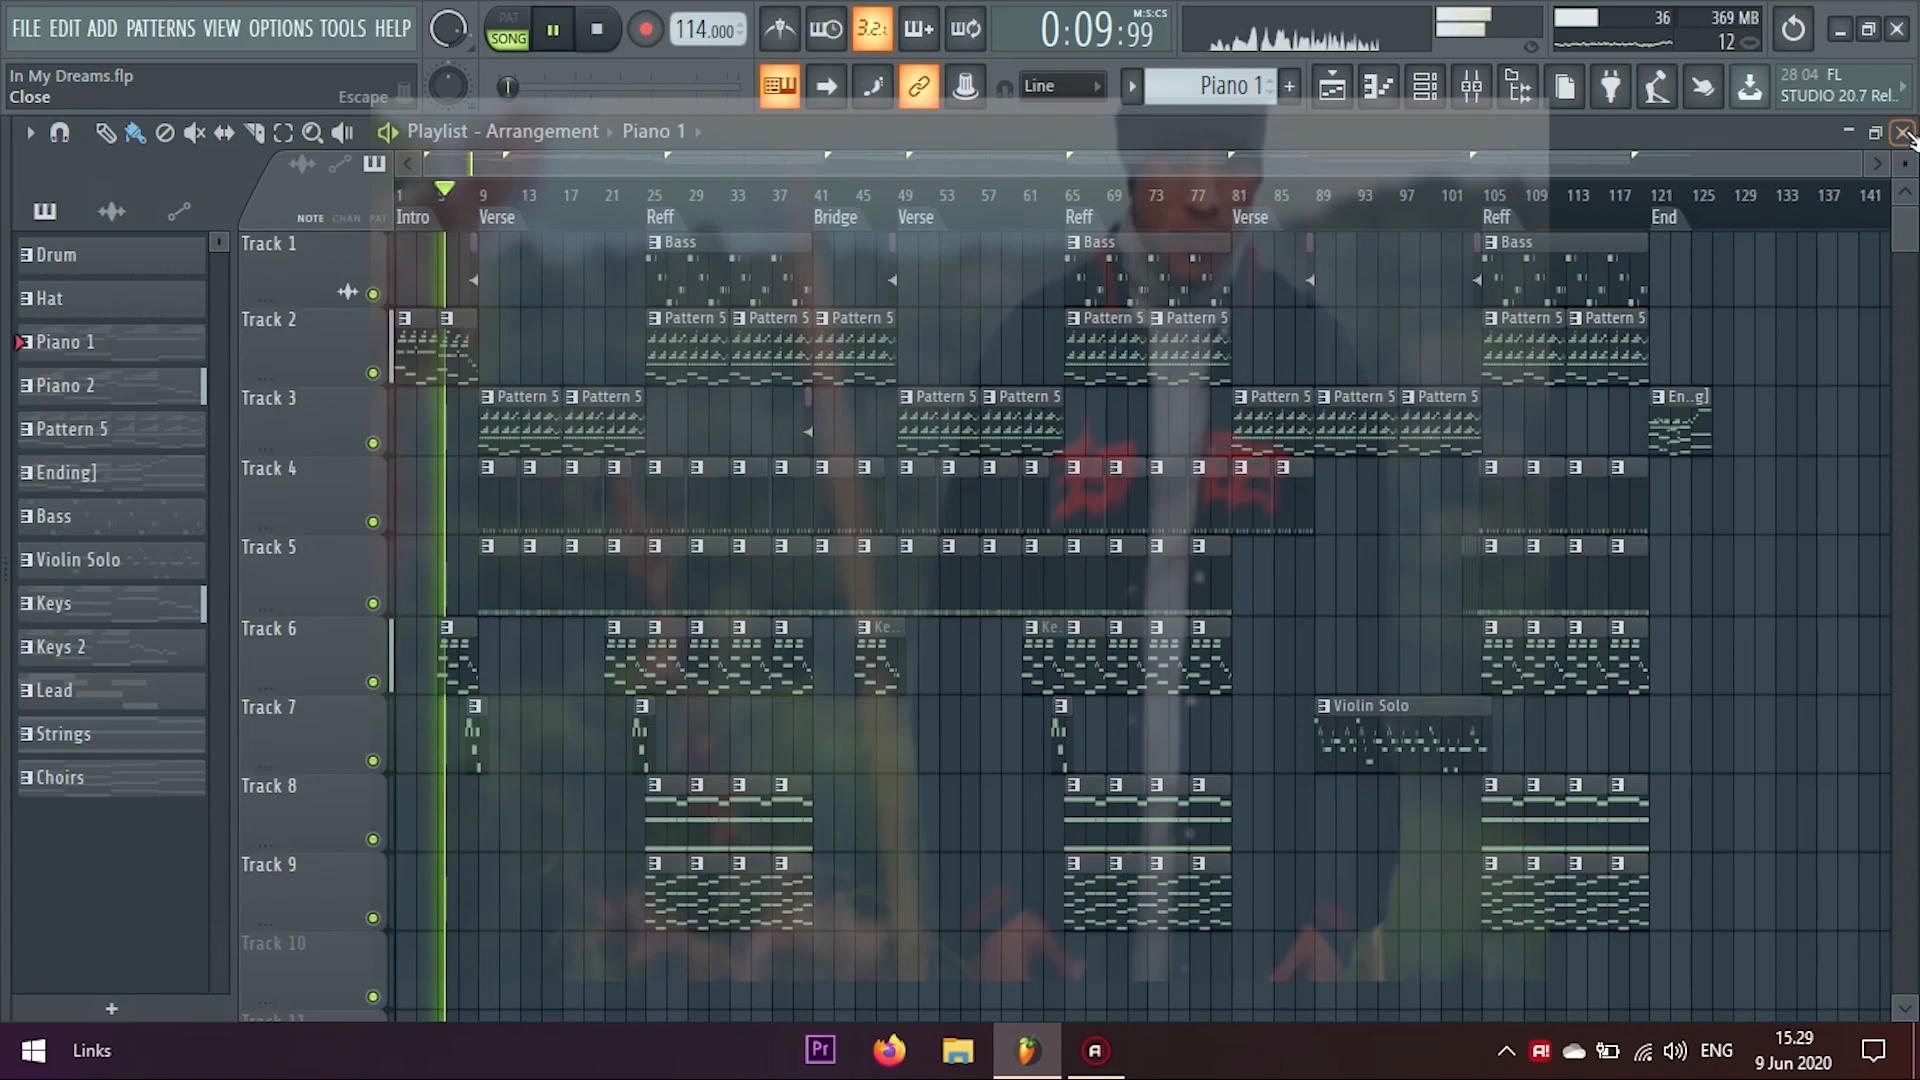 FILE EDIT ADD PATTERNS VIEW OPTIONS TOOLS HELP
PAT
SONG
114.000
3.2.1
0:09:99
M:S:CS
36
369 MB
12
In My Dreams.flp
Close
Escape
Line
Piano 1
28 04 FL
STUDIO 20.7 Rel..
Playlist - Arrangement
Piano 1
NOTE CHAN PAT
1 5 9 13 17 21 25 29 33 37 41 45 49 53 57 61 65 69 73 77 81 85 89 93 97 101 105 109 113 117 121 125 129 133 137 141
Intro Verse Reff Bridge Verse Reff Verse Reff End
Drum
Hat
Piano 1
Piano 2
Pattern 5
Ending]
Bass
Violin Solo
Keys
Keys 2
Lead
Strings
Choirs
Track 1
Bass Bass Bass
Track 2
Pattern 5 Pattern 5 Pattern 5 Pattern 5 Pattern 5 Pattern 5 Pattern 5
Track 3
Pattern 5 Pattern 5 Pattern 5 Pattern 5 Pattern 5 Pattern 5 Pattern 5 En..g]
Track 4
Track 5
Track 6
Ke.. Ke.
Track 7
Violin Solo
Track 8
Track 9
Track 10
Track 11
Links
Pr
A!
ENG
15.29
9 Jun 2020